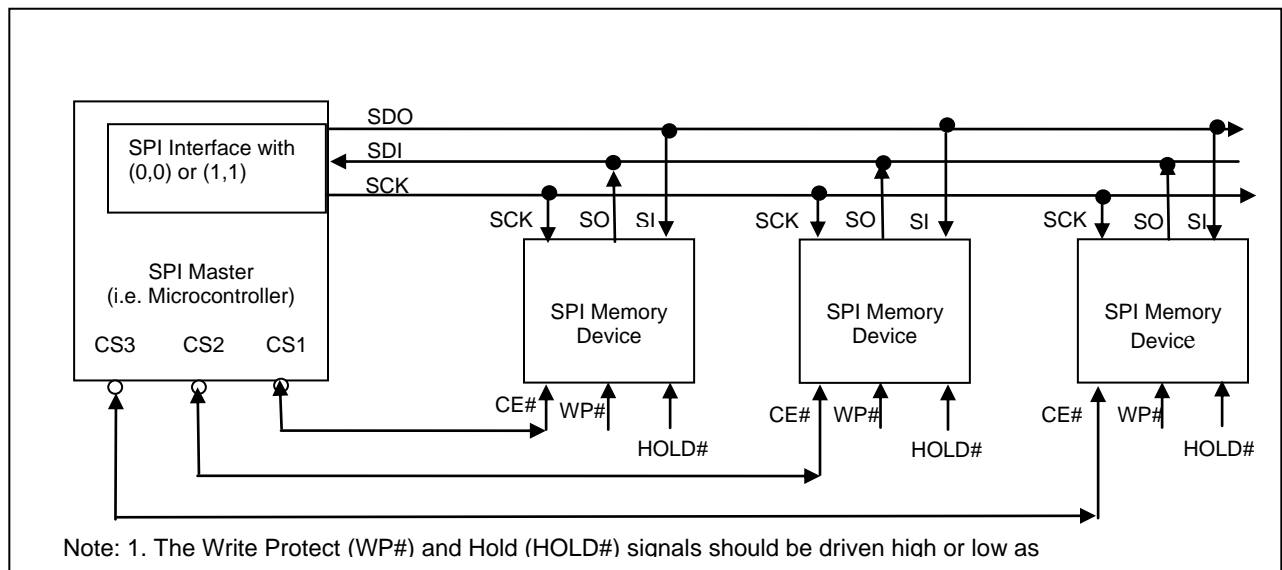 SDO
SPI Interface with
(0,0) or (1,1)
SDI
SCK
SCK SO SI
SCK SO SI
SCK SO SI
SPI Master
(i.e. Microcontroller)
SPI Memory
Device
SPI Memory
Device
SPI Memory
Device
CS3 CS2 CS1
CE# WP# HOLD#
CE# WP# HOLD#
CE# WP# HOLD#
Note: 1. The Write Protect (WP#) and Hold (HOLD#) signals should be driven high or low as